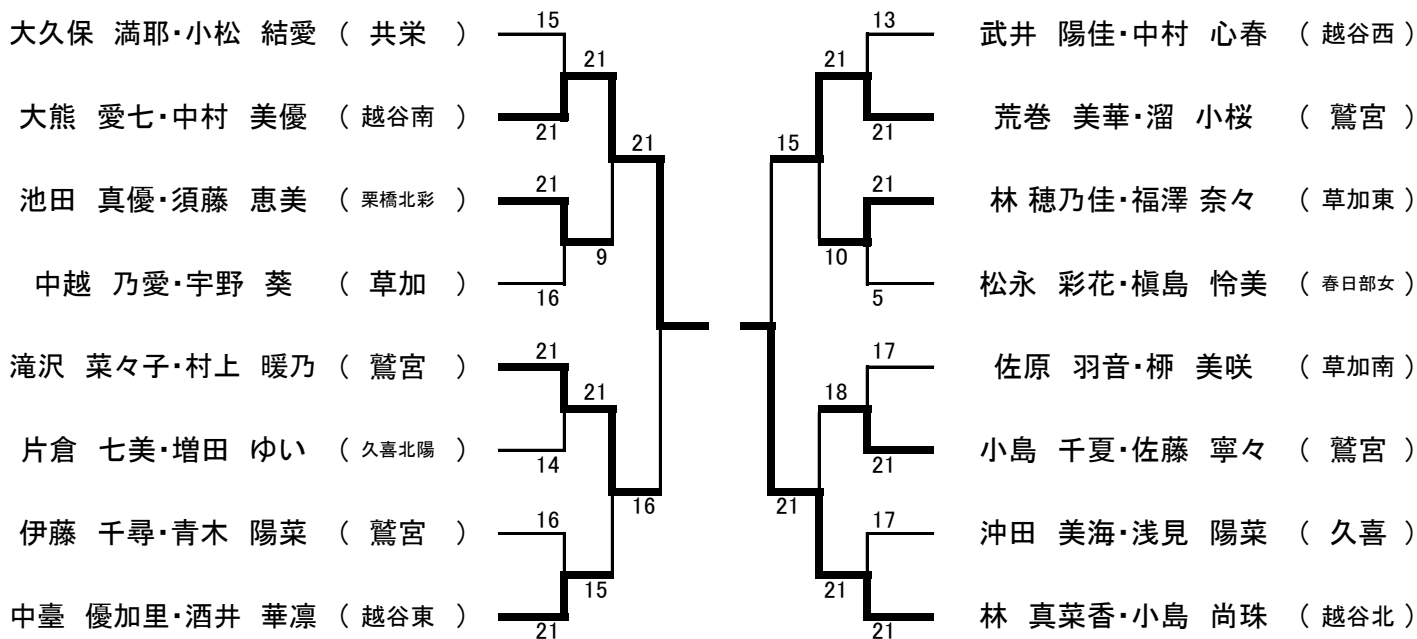 大久保 満耶・小松 結愛 ( 共栄 ) 15 13 武井 陽佳・中村 心春 ( 越谷西 )
21 21
大熊 愛七・中村 美優 ( 越谷南 ) 21 21 荒巻 美華・溜 小桜 ( 鷲宮 )
21 15
池田 真優・須藤 恵美 ( 栗橋北彩 ) 21 21 林 穂乃佳・福澤 奈々 ( 草加東 )
9 10
中越 乃愛・宇野 葵 ( 草加 ) 16 5 松永 彩花・槇島 怜美 ( 春日部女 )
滝沢 菜々子・村上 暖乃 ( 鷲宮 ) 21 17 佐原 羽音・栁 美咲 ( 草加南 )
21 18
片倉 七美・増田 ゆい ( 久喜北陽 ) 14 21 小島 千夏・佐藤 寧々 ( 鷲宮 )
16 21
伊藤 千尋・青木 陽菜 ( 鷲宮 ) 16 17 沖田 美海・浅見 陽菜 ( 久喜 )
15 21
中臺 優加里・酒井 華凛 ( 越谷東 ) 21 21 林 真菜香・小島 尚珠 ( 越谷北 )